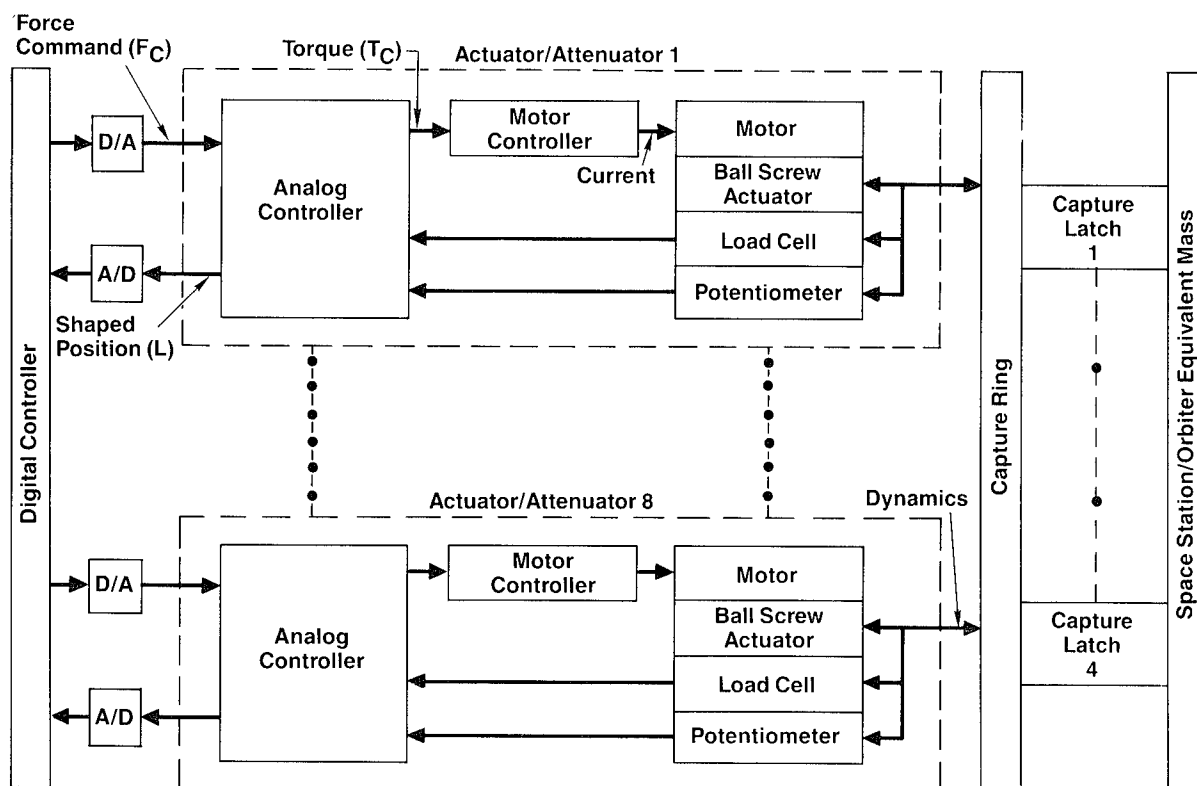 Force
Command (FC)
Torque (TC)
Actuator/Attenuator 1
D/A
Analog
Controller
Motor
Controller
Current
Motor
Ball Screw
Actuator
Load Cell
Potentiometer
A/D
Shaped
Position (L)
Digital Controller
Capture Ring
Capture
Latch
1
Space Station/Orbiter Equivalent Mass
Actuator/Attenuator 8
Dynamics
D/A
Analog
Controller
Motor
Controller
Motor
Ball Screw
Actuator
Load Cell
Potentiometer
A/D
Capture
Latch
4